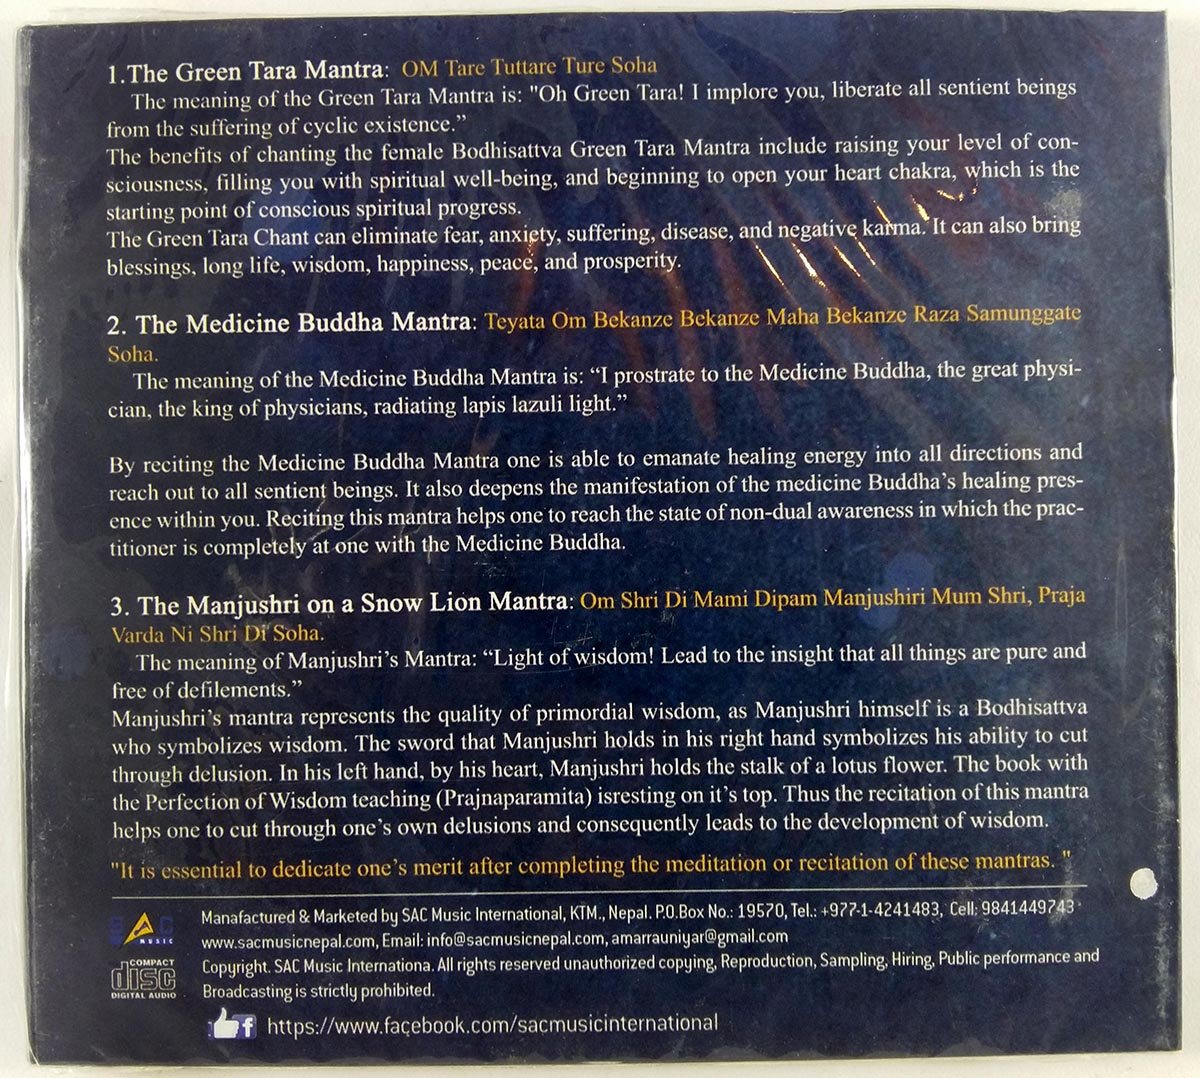 1.The Green Tara Mantra: OM Tare Tuttare Ture Soha
The meaning of the Green Tara Mantra is: "Oh Green Tara! I implore you, liberate all sentient beings
from the suffering of cyclic existence.”
The benefits of chanting the female Bodhisattva Green Tara Mantra include raising your level of con-
sciousness, filling you with spiritual well-being, and beginning to open your heart chakra, which is the
starting point of conscious spiritual progress.
The Green Tara Chant can eliminate fear, anxiety, suffering, disease, and negative karma. It can also bring
blessings, long life, wisdom, happiness, peace, and prosperity.
2. The Medicine Buddha Mantra: Teyata Om Bekanze Bekanze Maha Bekanze Raza Samunggate
Soha.
The meaning of the Medicine Buddha Mantra is: “I prostrate to the Medicine Buddha, the great physi-
cian, the king of physicians, radiating lapis lazuli light.”
By reciting the Medicine Buddha Mantra one is able to emanate healing energy into all directions and
reach out to all sentient beings. It also deepens the manifestation of the medicine Buddha’s healing pres-
ence within you. Reciting this mantra helps one to reach the state of non-dual awareness in which the prac-
titioner is completely at one with the Medicine Buddha.
3. The Manjushri on a Snow Lion Mantra: Om Shri Di Mami Dipam Manjushiri Mum Shri, Praja
Varda Ni Shri Di Soha.
The meaning of Manjushri’s Mantra: “Light of wisdom! Lead to the insight that all things are pure and
free of defilements.”
Manjushri’s mantra represents the quality of primordial wisdom, as Manjushri himself is a Bodhisattva
who symbolizes wisdom. The sword that Manjushri holds in his right hand symbolizes his ability to cut
through delusion. In his left hand, by his heart, Manjushri holds the stalk of a lotus flower. The book with
the Perfection of Wisdom teaching (Prajnaparamita) isresting on it’s top. Thus the recitation of this mantra
helps one to cut through one’s own delusions and consequently leads to the development of wisdom.
"It is essential to dedicate one’s merit after completing the meditation or recitation of these mantras. "
SAC
MUSIC
Manafactured & Marketed by SAC Music International, KTM., Nepal. P.O.Box No.: 19570, Tel.: +977-1-4241483, Cell: 9841449743
www.sacmusicnepal.com, Email: info@sacmusicnepal.com, amarrauniyar@gmail.com
COMPACT
disc
DIGITAL AUDIO
Copyright. SAC Music Internationa. All rights reserved unauthorized copying, Reproduction, Sampling, Hiring, Public performance and
Broadcasting is strictly prohibited.
f https://www.facebook.com/sacmusicinternational